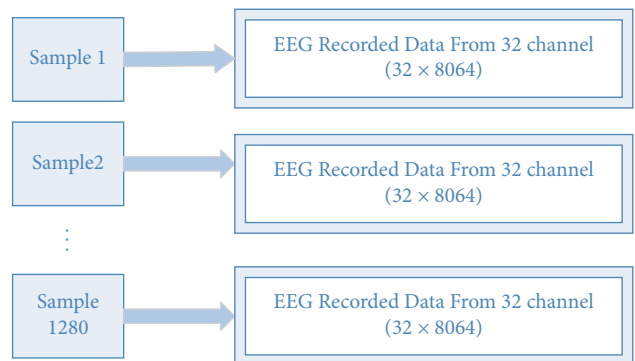 Sample 1
EEG Recorded Data From 32 channel
(32 × 8064)
Sample2
EEG Recorded Data From 32 channel
(32 × 8064)
⋮
Sample
1280
EEG Recorded Data From 32 channel
(32 × 8064)